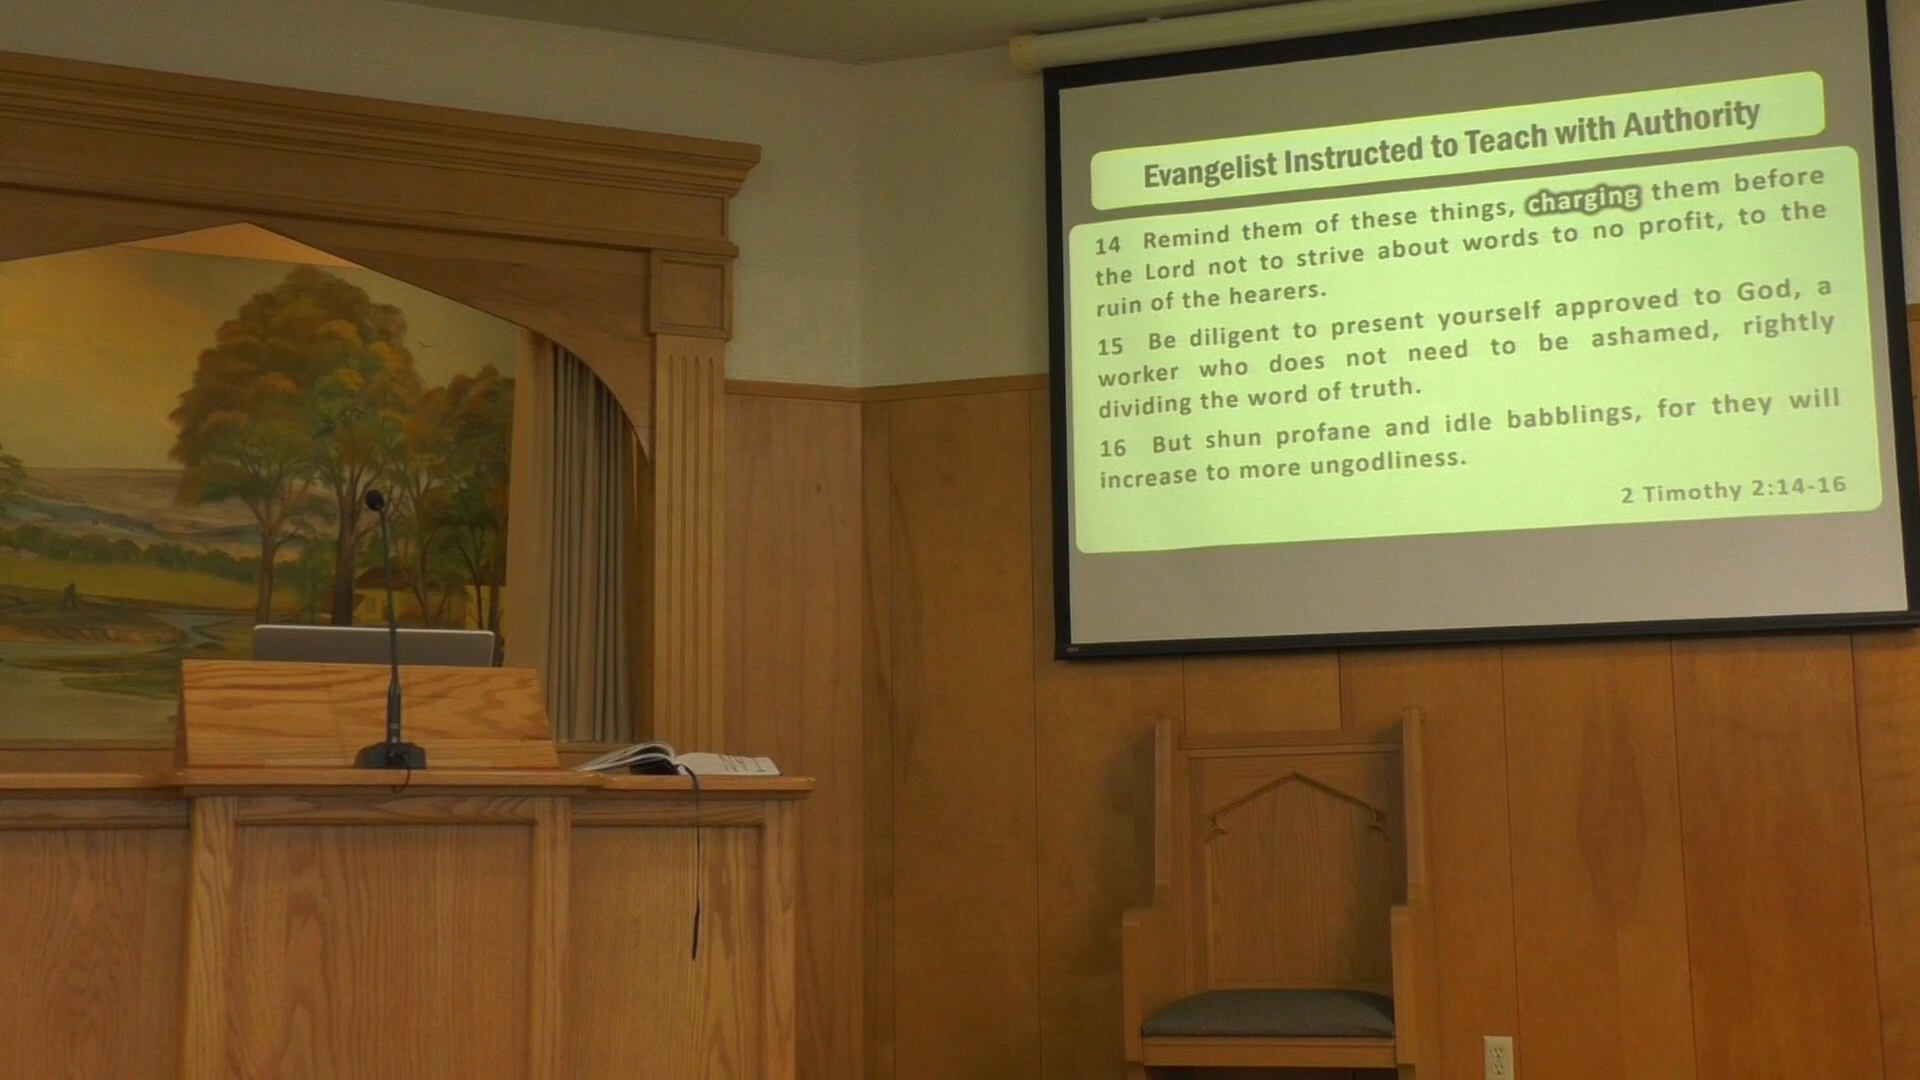 Evangelist Instructed to Teach with Authority
14 Remind them of these things, charging them before
the Lord not to strive about words to no profit, to the
ruin of the hearers.
15 Be diligent to present yourself approved to God, a
worker who does not need to be ashamed, rightly
dividing the word of truth.
16 But shun profane and idle babblings, for they will
increase to more ungodliness.
2 Timothy 2:14-16